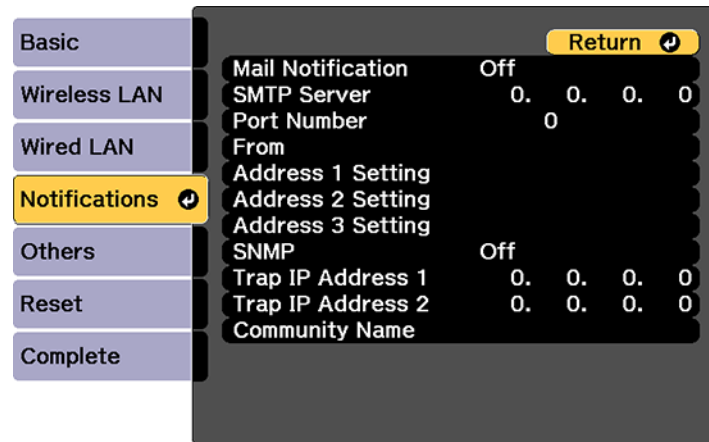 Basic
Wireless LAN
Wired LAN
Notifications
Others
Reset
Complete
Return
Mail Notification Off
SMTP Server 0. 0. 0. 0
Port Number 0
From
Address 1 Setting
Address 2 Setting
Address 3 Setting
SNMP Off
Trap IP Address 1 0. 0. 0. 0
Trap IP Address 2 0. 0. 0. 0
Community Name